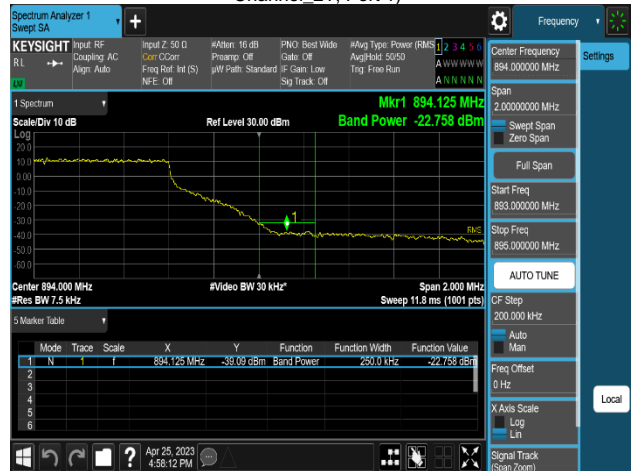 Channel_21, Port 1)
Spectrum Analyzer 1
Swept SA
+
Frequency
KEYSIGHT
Input: RF
Input Z: 50 Ω
#Atten: 16 dB
PNO: Best Wide
#Avg Type: Power (RMS)
1 2 3 4 5 6
R L
Coupling: AC
Corr CCorr
Preamp: Off
Gate: Off
Avg|Hold: 50/50
A W W W W W
Align: Auto
Freq Ref: Int (S)
µW Path: Standard
IF Gain: Low
Trig: Free Run
NFE: Off
Sig Track: Off
A N N N N N
1 Spectrum
Mkr1 894.125 MHz
Scale/Div 10 dB
Ref Level 30.00 dBm
Band Power -22.758 dBm
Log
20.0
10.0
0.00
-10.0
-20.0
-30.0
-40.0
-50.0
-60.0
1
RMS
Center 894.000 MHz
#Video BW 30 kHz*
Span 2.000 MHz
#Res BW 7.5 kHz
Sweep 11.8 ms (1001 pts)
5 Marker Table
Mode Trace Scale X Y Function Function Width Function Value
1 N 1 f 894.125 MHz -39.09 dBm Band Power 250.0 kHz -22.758 dBm
2
3
4
5
6
?
Apr 25, 2023
4:58:12 PM
Center Frequency
894.000000 MHz
Settings
Span
2.00000000 MHz
Swept Span
Zero Span
Full Span
Start Freq
893.000000 MHz
Stop Freq
895.000000 MHz
AUTO TUNE
CF Step
200.000 kHz
Auto
Man
Freq Offset
0 Hz
X Axis Scale
Log
Lin
Local
Signal Track
(Span Zoom)